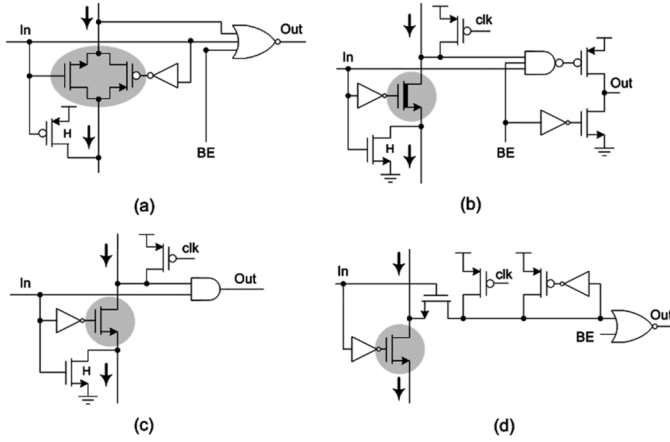 In
Out
H
BE
(a)
In
clk
Out
H
BE
(b)
In
clk
Out
H
(c)
In
clk
BE
Out
(d)